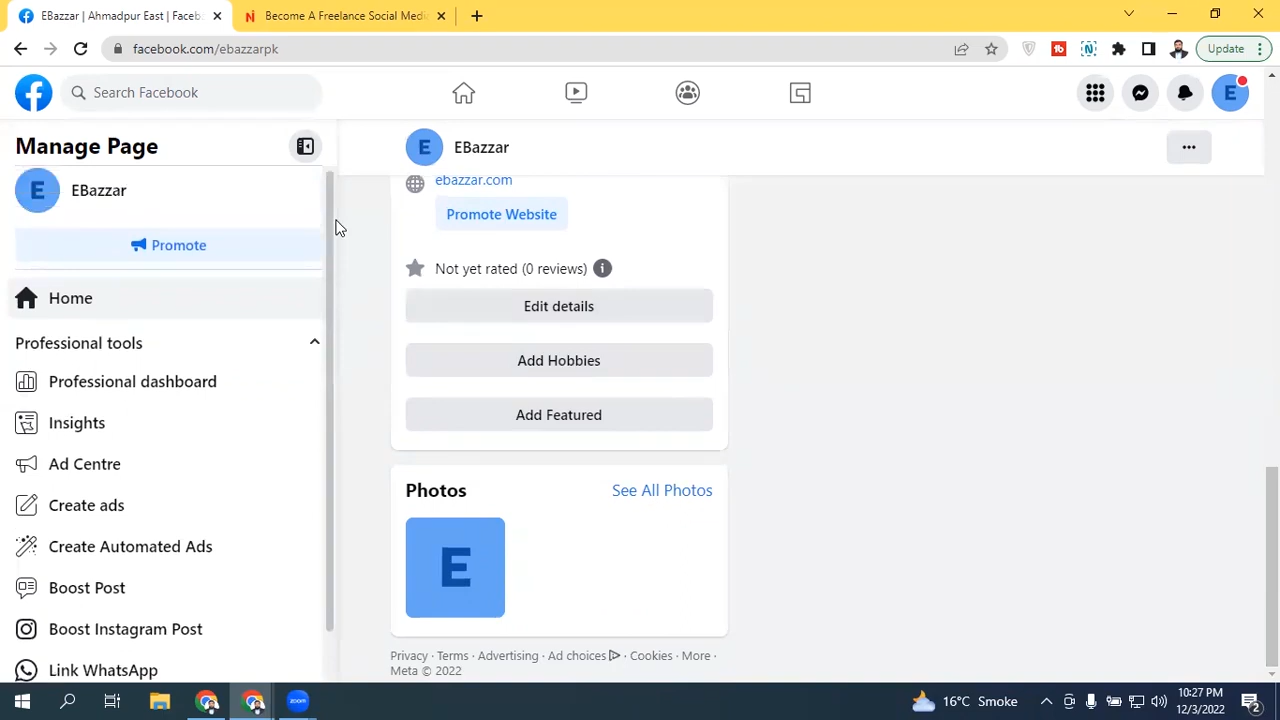 EBazzar | Ahmadpur East | Faceb
Become A Freelance Social Medi
facebook.com/ebazzarpk
Update
Search Facebook
E
Manage Page
E EBazzar
E EBazzar
Promote
Home
Professional tools
Professional dashboard
Insights
Ad Centre
Create ads
Create Automated Ads
Boost Post
Boost Instagram Post
Link WhatsApp
ebazzar.com
Promote Website
Not yet rated (0 reviews)
Edit details
Add Hobbies
Add Featured
Photos
See All Photos
E
Privacy · Terms · Advertising · Ad choices · Cookies · More ·
Meta © 2022
zoom
16°C Smoke
10:27 PM
12/3/2022
2